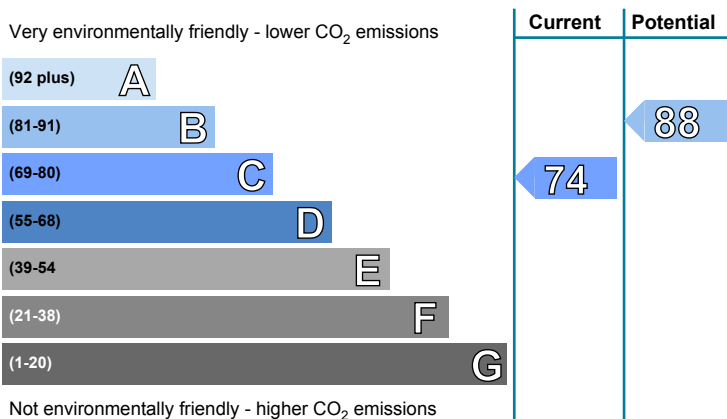 Current Potential
Very environmentally friendly - lower CO2 emissions
(92 plus) A
(81-91) B 88
(69-80) C 74
(55-68) D
(39-54 E
(21-38) F
(1-20) G
Not environmentally friendly - higher CO2 emissions